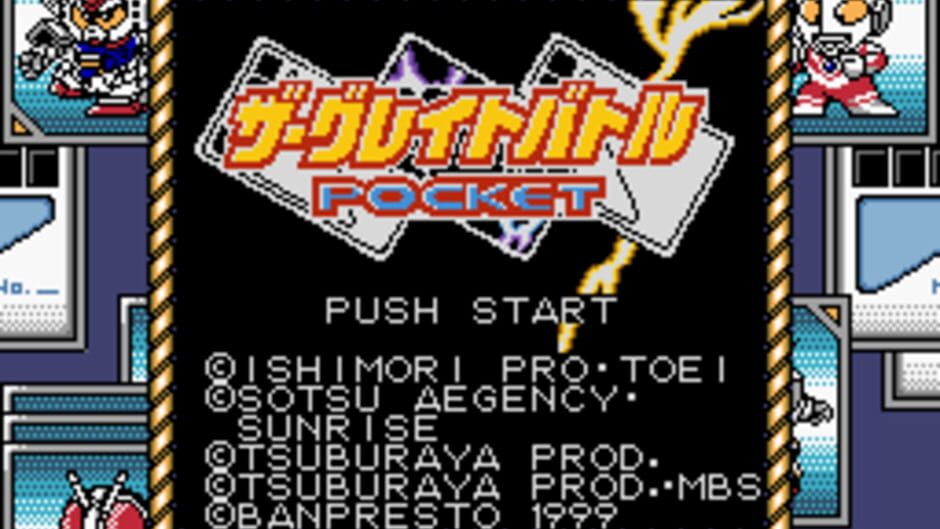 ザ・グレイトバトル
POCKET
No.
PUSH START
©ISHIMORI PRO・TOEI
©SOTSU AEGENCY・
SUNRISE
©TSUBURAYA PROD.
©TSUBURAYA PROD.・MBS
©BANPRESTO 1999